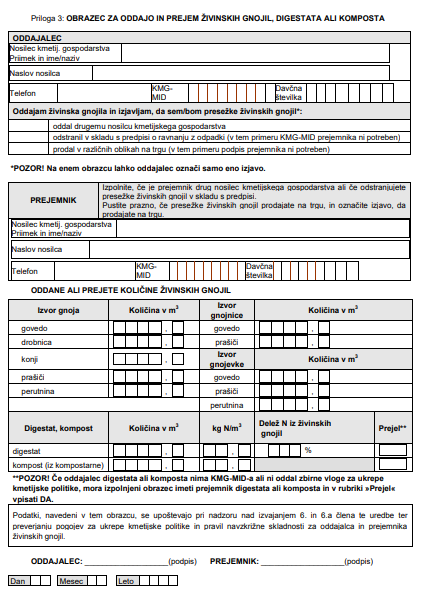 Priloga 3: OBRAZEC ZA ODDAJO IN PREJEM ŽIVINSKIH GNOJIL, DIGESTATA ALI KOMPOSTA
ODDAJALEC
Nosilec kmetij. gospodarstva
Priimek in ime/naziv
Naslov nosilca
Telefon KMG-MID Davčna številka
Oddajam živinska gnojila in izjavljam, da sem/bom presežke živinskih gnojil*:
oddal drugemu nosilcu kmetijskega gospodarstva
odstranil v skladu s predpisi o ravnanju z odpadki (v tem primeru KMG-MID prejemnika ni potreben)
prodal v različnih oblikah na trgu (v tem primeru podpis prejemnika ni potreben)
*POZOR! Na enem obrazcu lahko oddajalec označi samo eno izjavo.
PREJEMNIK
Izpolnite, če je prejemnik drug nosilec kmetijskega gospodarstva ali če odstranjujete
presežke živinskih gnojil v skladu s predpisi.
Pustite prazno, če presežke živinskih gnojil prodajate na trgu, in označite izjavo, da
prodajate na trgu.
Nosilec kmetij. gospodarstva
Priimek in ime/naziv
Naslov nosilca
Telefon KMG-MID Davčna številka
ODDANE ALI PREJETE KOLIČINE ŽIVINSKIH GNOJIL
Izvor gnoja Količina v m³ Izvor gnojnice Količina v m³
govedo , govedo ,
drobnica , prašiči ,
konji , Izvor gnojevke Količina v m³
prašiči , govedo ,
perutnina , prašiči ,
perutnina ,
Digestat, kompost Količina v m³ kg N/m³ Delež N iz živinskih gnojil Prejel**
digestat , , %
kompost (iz kompostarne) , ,
**POZOR! Če oddajalec digestata ali komposta nima KMG-MID-a ali ni oddal zbirne vloge za ukrepe
kmetijske politike, mora izpolnjeni obrazec imeti prejemnik digestata ali komposta in v rubriki »Prejel«
vpisati DA.
Podatki, navedeni v tem obrazcu, se upoštevajo pri nadzoru nad izvajanjem 6. in 6.a člena te uredbe ter
preverjanju pogojev za ukrepe kmetijske politike in pravil navzkrižne skladnosti za oddajalca in prejemnika
živinskih gnojil.
ODDAJALEC: ____________________(podpis) PREJEMNIK: ____________________(podpis)
Dan Mesec Leto